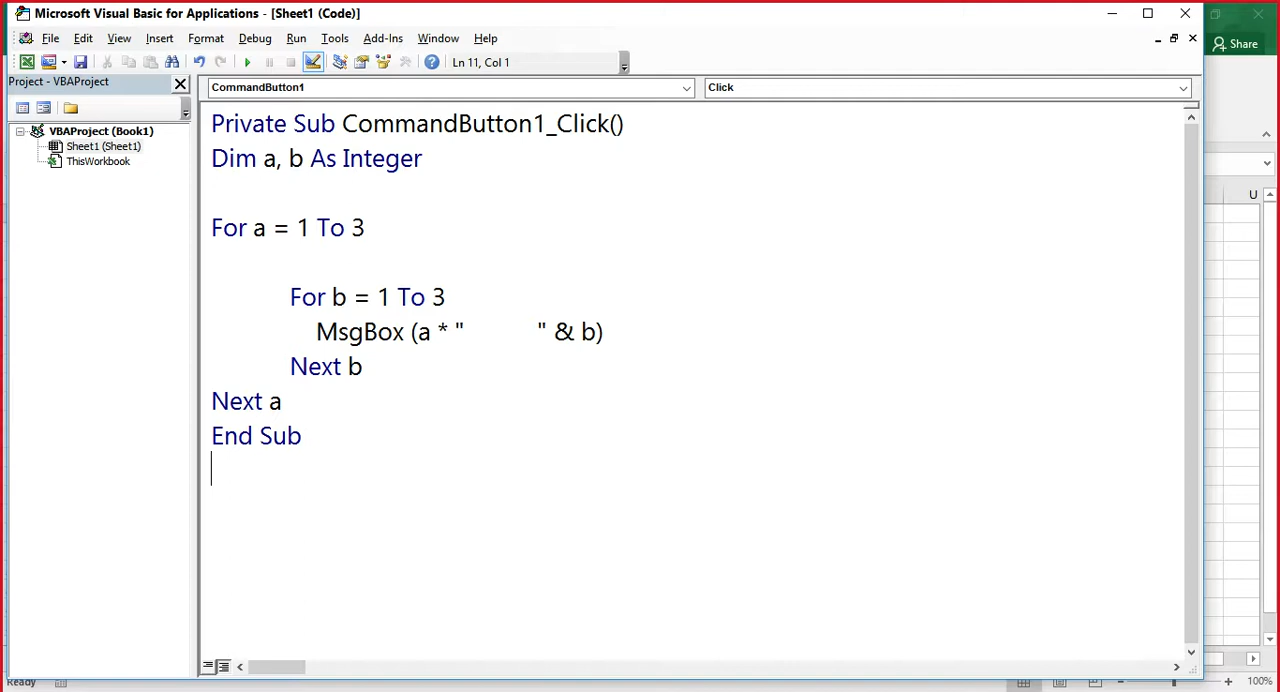 Microsoft Visual Basic for Applications - [Sheet1 (Code)]
File Edit View Insert Format Debug Run Tools Add-Ins Window Help
Share
Ln 11, Col 1
Project - VBAProject
CommandButton1
Click
VBAProject (Book1)
Sheet1 (Sheet1)
ThisWorkbook
Private Sub CommandButton1_Click()
Dim a, b As Integer
For a = 1 To 3
For b = 1 To 3
MsgBox (a * "          " & b)
Next b
Next a
End Sub
U
Ready
100%